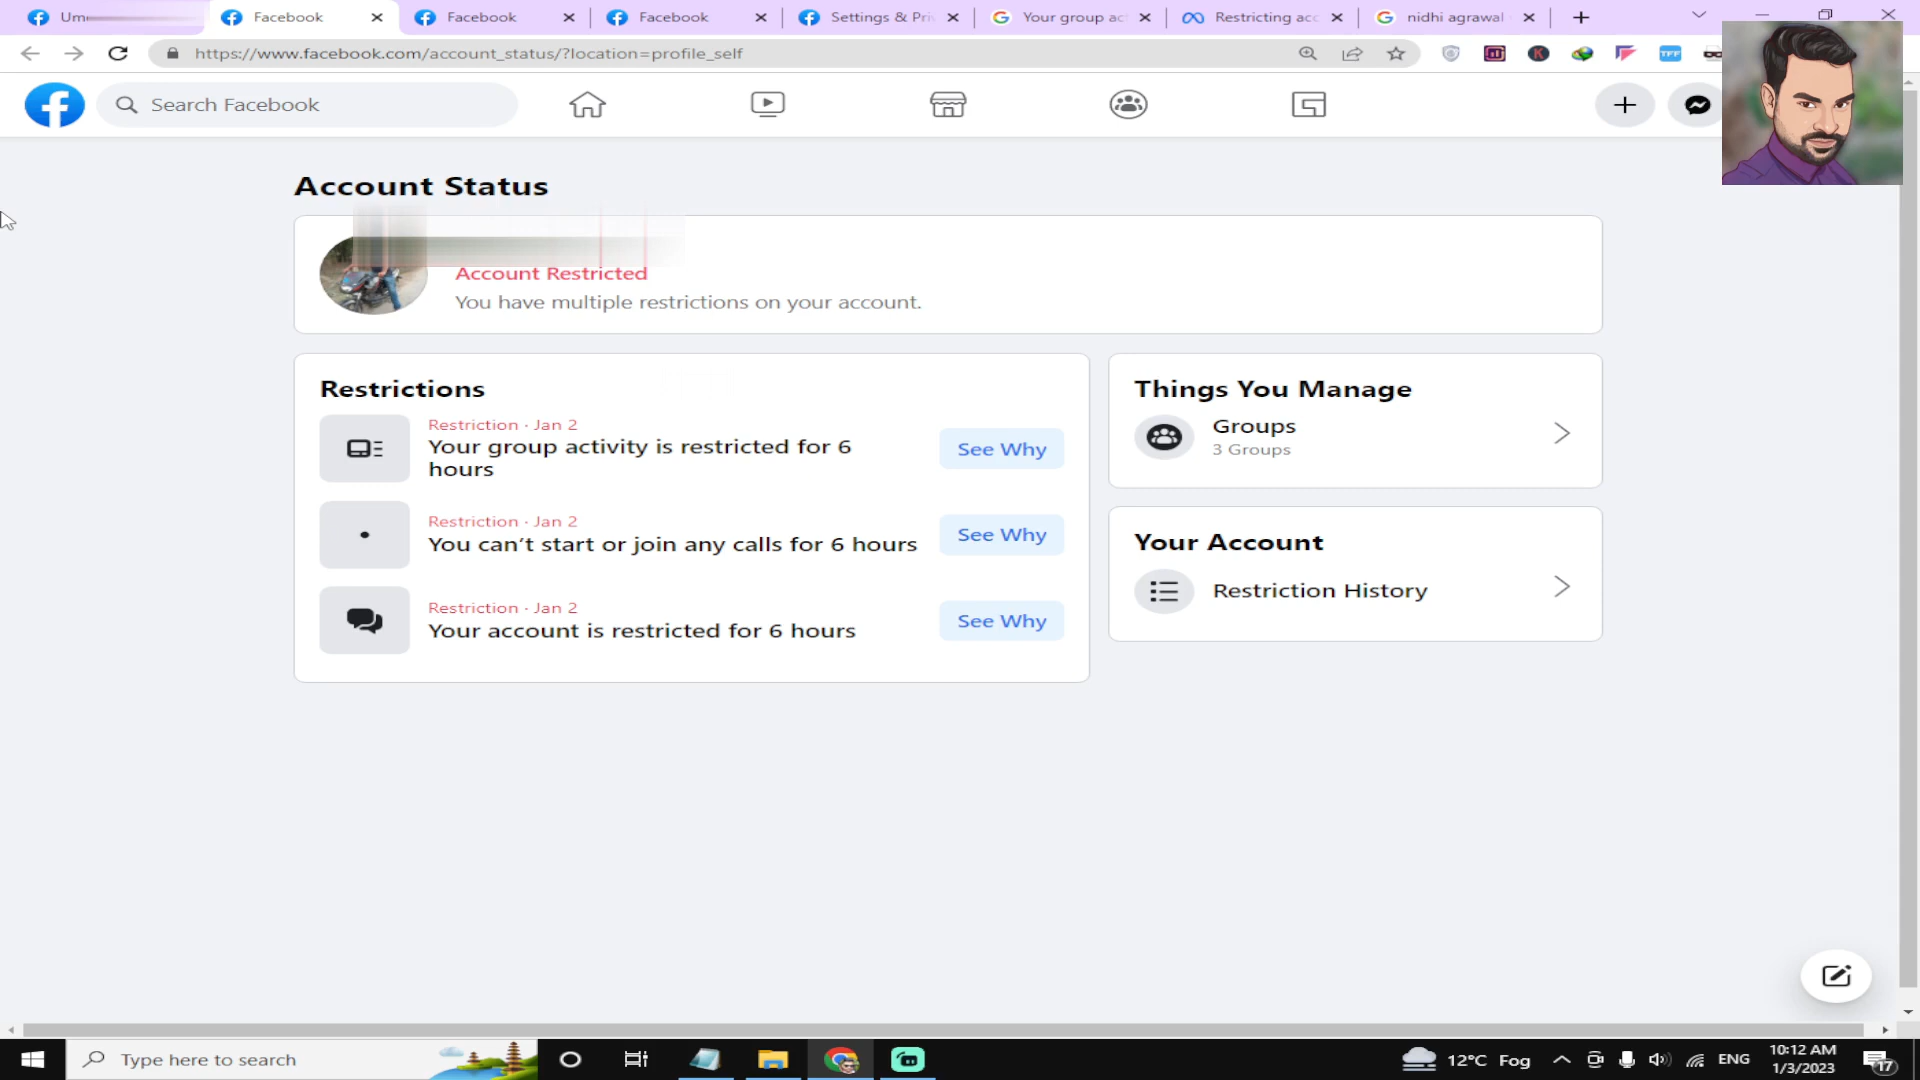 Facebook
Facebook
Facebook
Settings & Pri
Your group ac
Restricting acc
nidhi agrawal
https://www.facebook.com/account_status/?location=profile_self
Search Facebook
Account Status
Account Restricted
You have multiple restrictions on your account.
Restrictions
Restriction · Jan 2
Your group activity is restricted for 6
hours
See Why
Restriction · Jan 2
You can’t start or join any calls for 6 hours
See Why
Restriction · Jan 2
Your account is restricted for 6 hours
See Why
Things You Manage
Groups
3 Groups
Your Account
Restriction History
Type here to search
12°C Fog
ENG
10:12 AM
1/3/2023
17